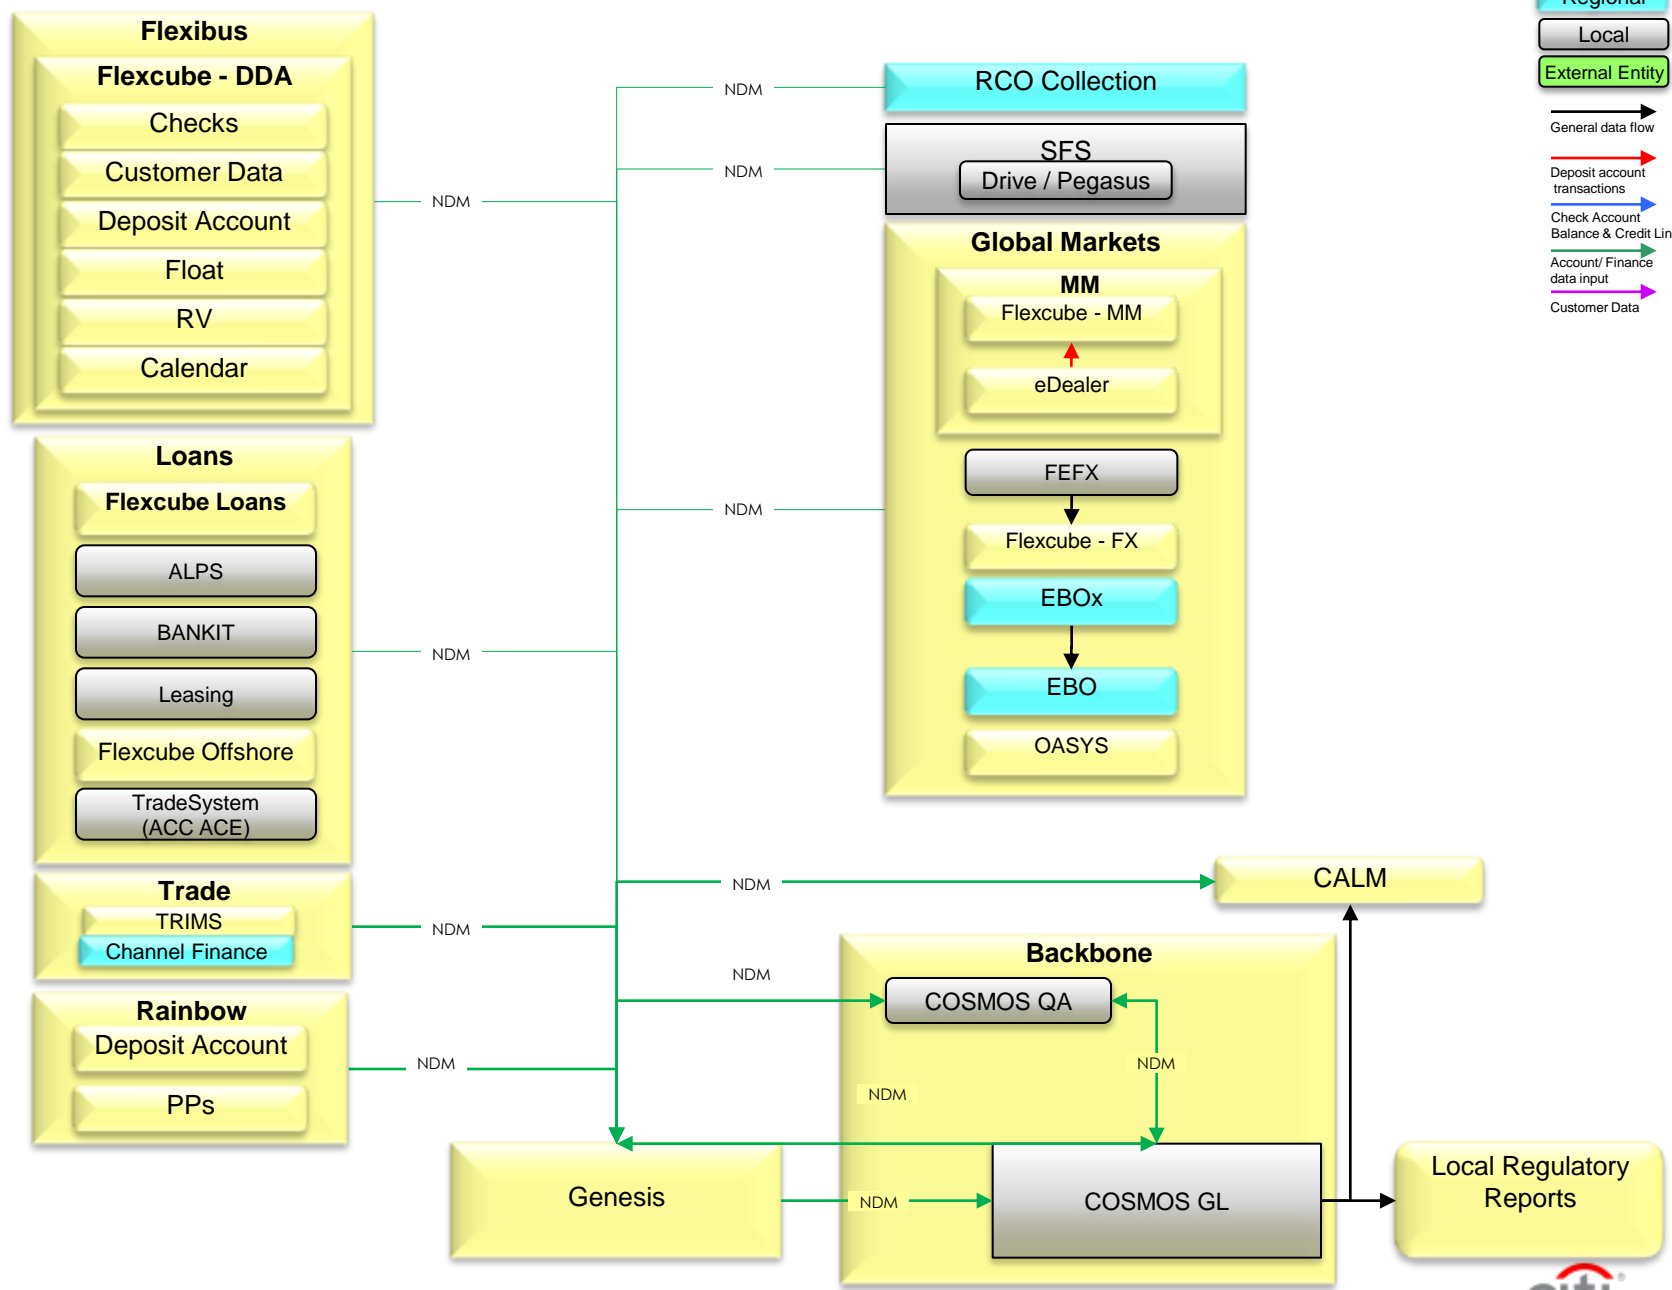 Flexibus
Flexcube - DDA
Checks
Customer Data
Deposit Account
Float
RV
Calendar
NDM
Loans
Flexcube Loans
ALPS
BANKIT
Leasing
Flexcube Offshore
TradeSystem
(ACC ACE)
NDM
Trade
TRIMS
Channel Finance
NDM
Rainbow
Deposit Account
PPs
NDM
NDM
RCO Collection
NDM
SFS
Drive / Pegasus
NDM
Global Markets
MM
Flexcube - MM
eDealer
FEFX
Flexcube - FX
EBOx
EBO
OASYS
NDM
CALM
NDM
Backbone
COSMOS QA
NDM
NDM
Genesis
NDM
COSMOS GL
Local Regulatory
Reports
Regional
Local
External Entity
General data flow
Deposit account
transactions
Check Account
Balance & Credit Lin
Account/ Finance
data input
Customer Data
citi